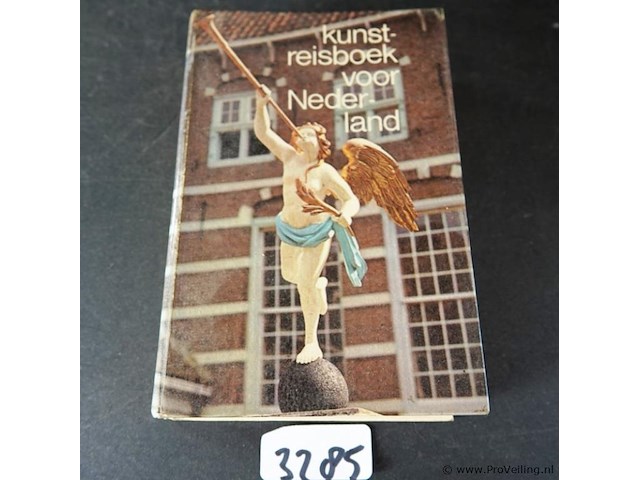 kunst-
reisboek
voor
Neder-
land
3285
© www.ProVeiling.nl